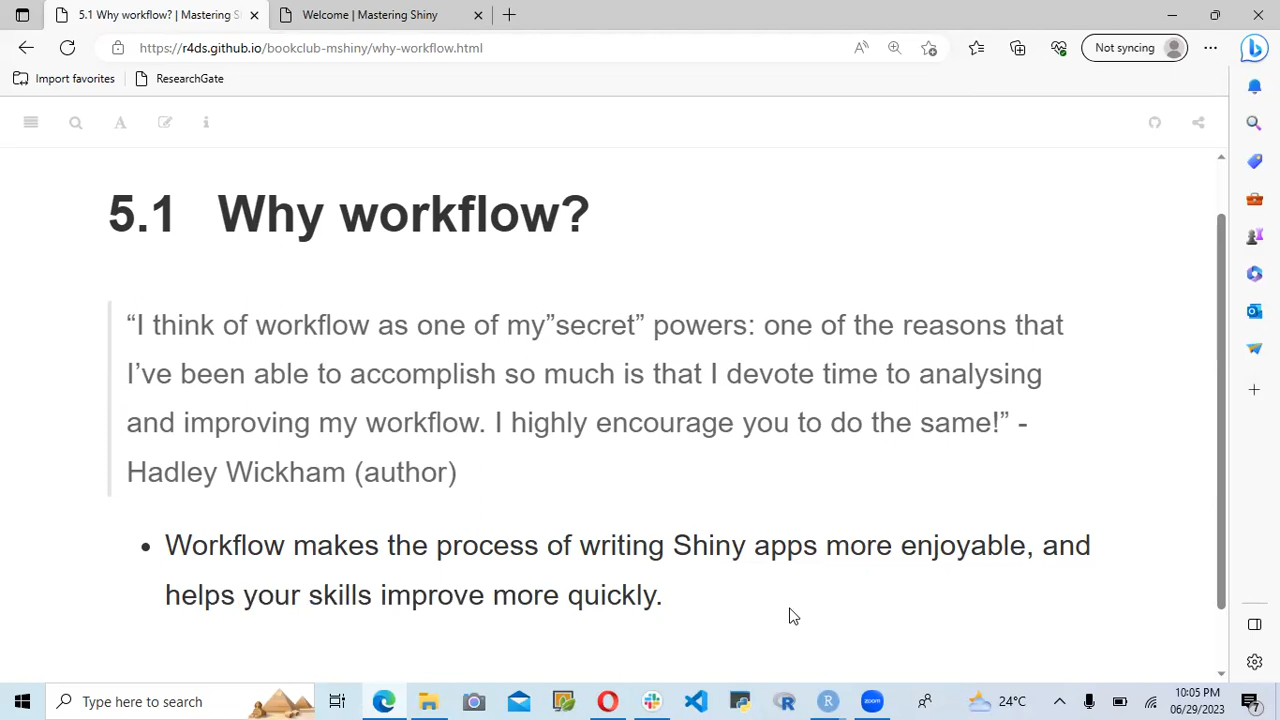 5.1 Why workflow? | Mastering S
Welcome | Mastering Shiny
https://r4ds.github.io/bookclub-mshiny/why-workflow.html
Not syncing
Import favorites
ResearchGate
5.1 Why workflow?
“I think of workflow as one of my”secret” powers: one of the reasons that
I’ve been able to accomplish so much is that I devote time to analysing
and improving my workflow. I highly encourage you to do the same!” -
Hadley Wickham (author)
• Workflow makes the process of writing Shiny apps more enjoyable, and
helps your skills improve more quickly.
Type here to search
zoom
24°C
10:05 PM
06/29/2023
7